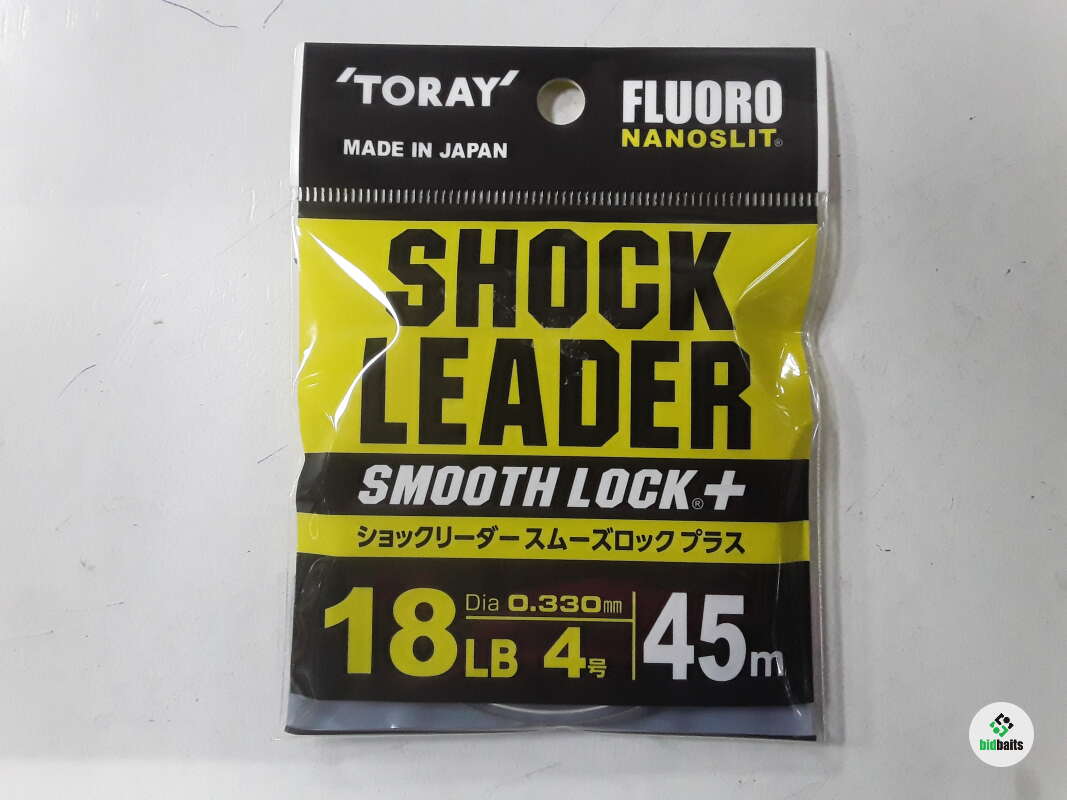 'TORAY'
FLUORO
NANOSLIT®
MADE IN JAPAN
SHOCK
LEADER
SMOOTH LOCK®+
ショックリーダー スムーズロック プラス
18LB Dia 0.330mm 4号 45m
bidbaits